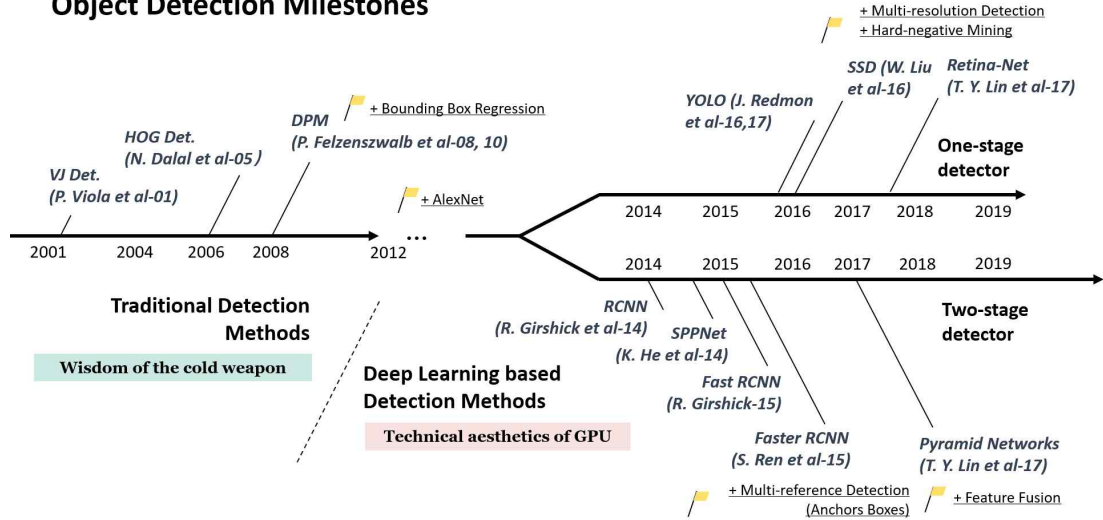 Object Detection Milestones
+ Multi-resolution Detection
+ Hard-negative Mining
SSD (W. Liu
et al-16)
Retina-Net
(T. Y. Lin et al-17)
YOLO (J. Redmon
et al-16,17)
+ Bounding Box Regression
DPM
(P. Felzenszwalb et al-08, 10)
HOG Det.
(N. Dalal et al-05)
VJ Det.
(P. Viola et al-01)
One-stage
detector
+ AlexNet
2014 2015 2016 2017 2018 2019
2001 2004 2006 2008 2012 ...
2014 2015 2016 2017 2018 2019
Traditional Detection
Methods
Wisdom of the cold weapon
RCNN
(R. Girshick et al-14)
SPPNet
(K. He et al-14)
Two-stage
detector
Deep Learning based
Detection Methods
Technical aesthetics of GPU
Fast RCNN
(R. Girshick-15)
Faster RCNN
(S. Ren et al-15)
Pyramid Networks
(T. Y. Lin et al-17)
+ Multi-reference Detection
(Anchors Boxes)
+ Feature Fusion